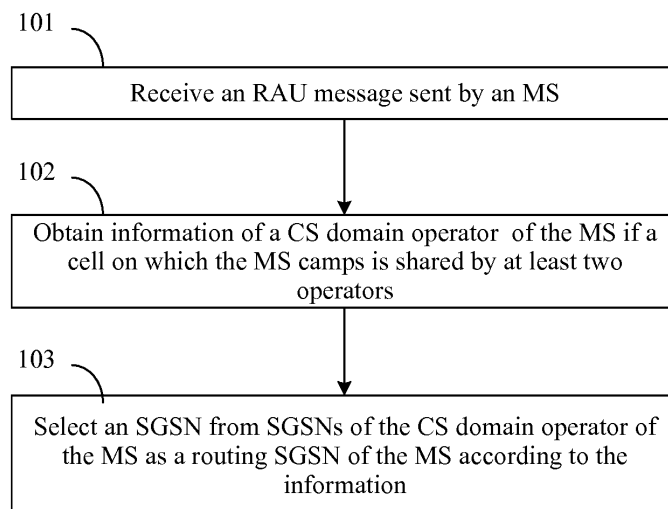 101
Receive an RAU message sent by an MS
102
Obtain information of a CS domain operator of the MS if a
cell on which the MS camps is shared by at least two
operators
103
Select an SGSN from SGSNs of the CS domain operator of
the MS as a routing SGSN of the MS according to the
information